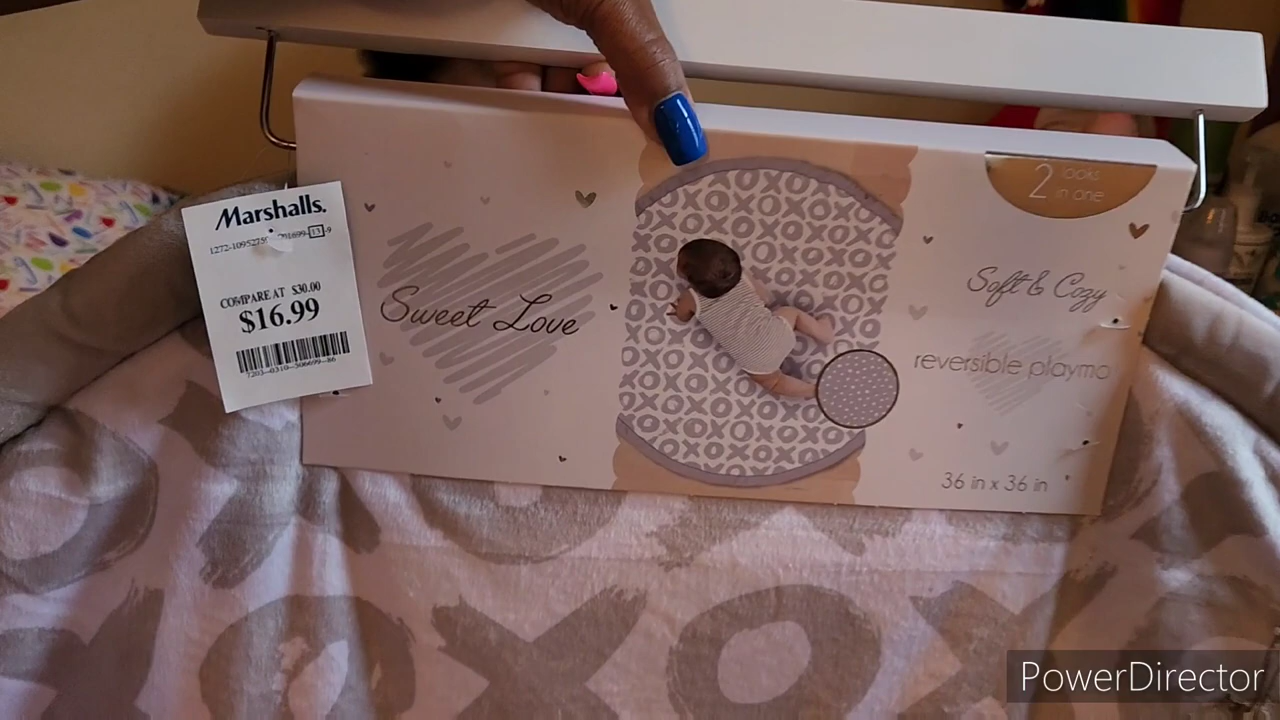 Marshalls.
COMPARE AT $30.00
$16.99
Sweet Love
2 looks
in one
Soft & Cozy
reversible playmo
36 in x 36 in
PowerDirector